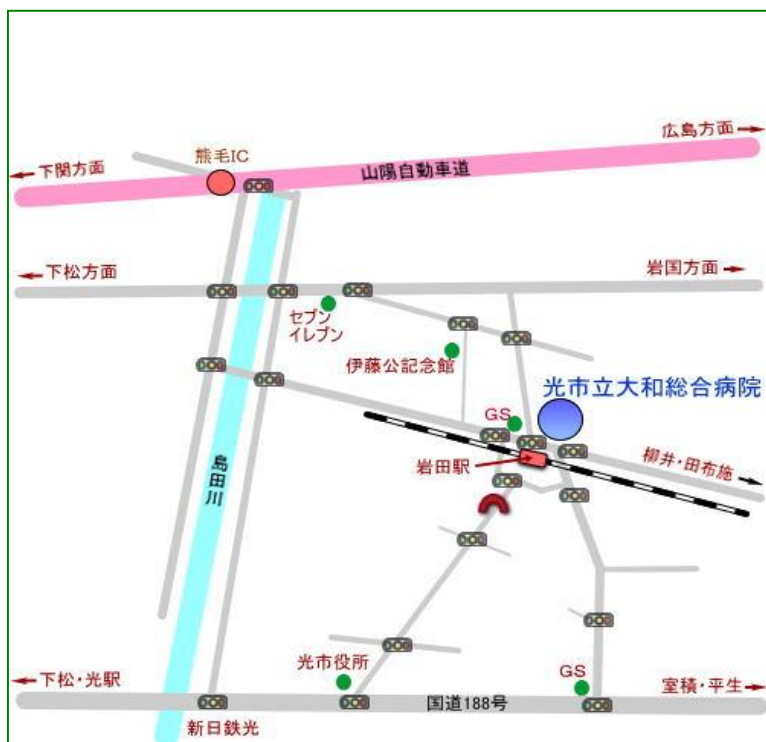 広島方面
熊毛IC
下関方面
山陽自動車道
下松方面
岩国方面
セブン
イレブン
伊藤公記念館
光市立大和総合病院
GS
岩田駅
柳井・田布施
島田川
光市役所
下松・光駅
GS
室積・平生
国道188号
新日鉄光